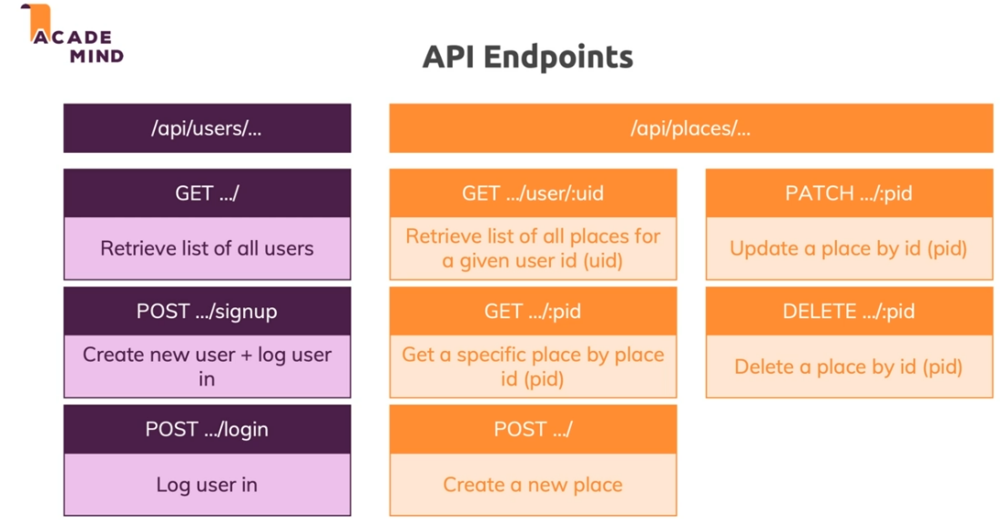 ACADE
MIND
API Endpoints
/api/users/...
GET .../
Retrieve list of all users
POST .../signup
Create new user + log user
in
POST .../login
Log user in
/api/places/...
GET .../user/:uid
Retrieve list of all places for
a given user id (uid)
GET .../:pid
Get a specific place by place
id (pid)
POST .../
Create a new place
PATCH .../:pid
Update a place by id (pid)
DELETE .../:pid
Delete a place by id (pid)